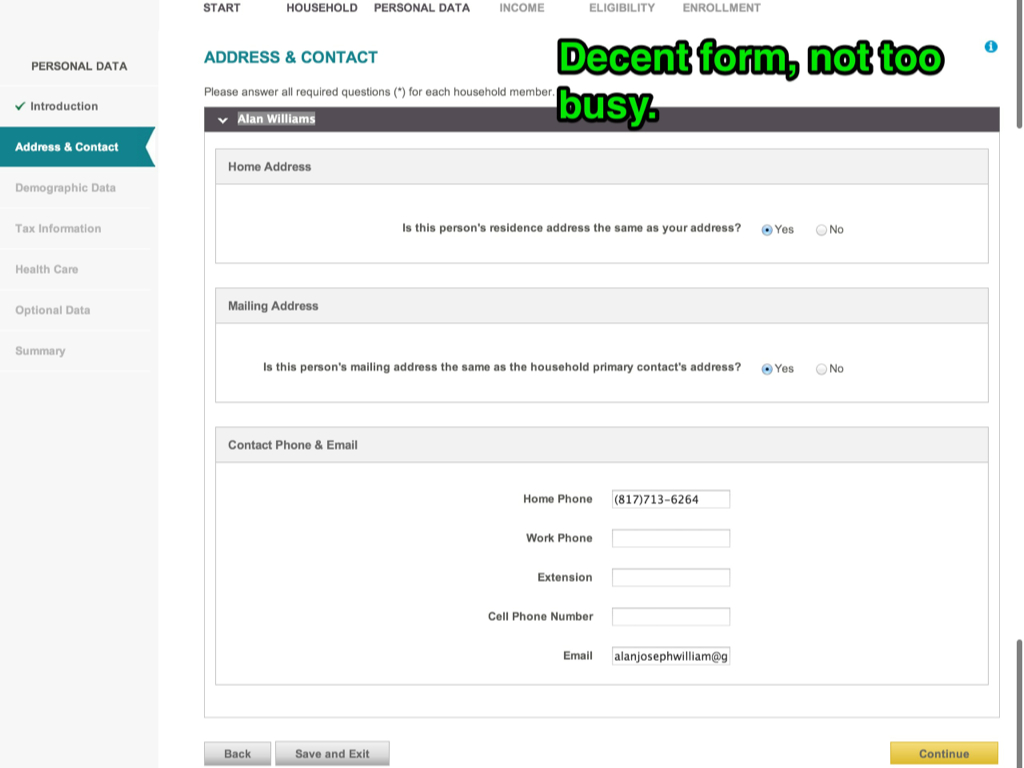 START HOUSEHOLD PERSONAL DATA INCOME ELIGIBILITY ENROLLMENT
PERSONAL DATA
Introduction
Address & Contact
Demographic Data
Tax Information
Health Care
Optional Data
Summary
ADDRESS & CONTACT
Decent form, not too
busy.
Please answer all required questions (*) for each household member.
Alan Williams
Home Address
Is this person's residence address the same as your address? Yes No
Mailing Address
Is this person's mailing address the same as the household primary contact's address? Yes No
Contact Phone & Email
Home Phone (817)713-6264
Work Phone
Extension
Cell Phone Number
Email alanjosephwilliam@g
Back Save and Exit Continue